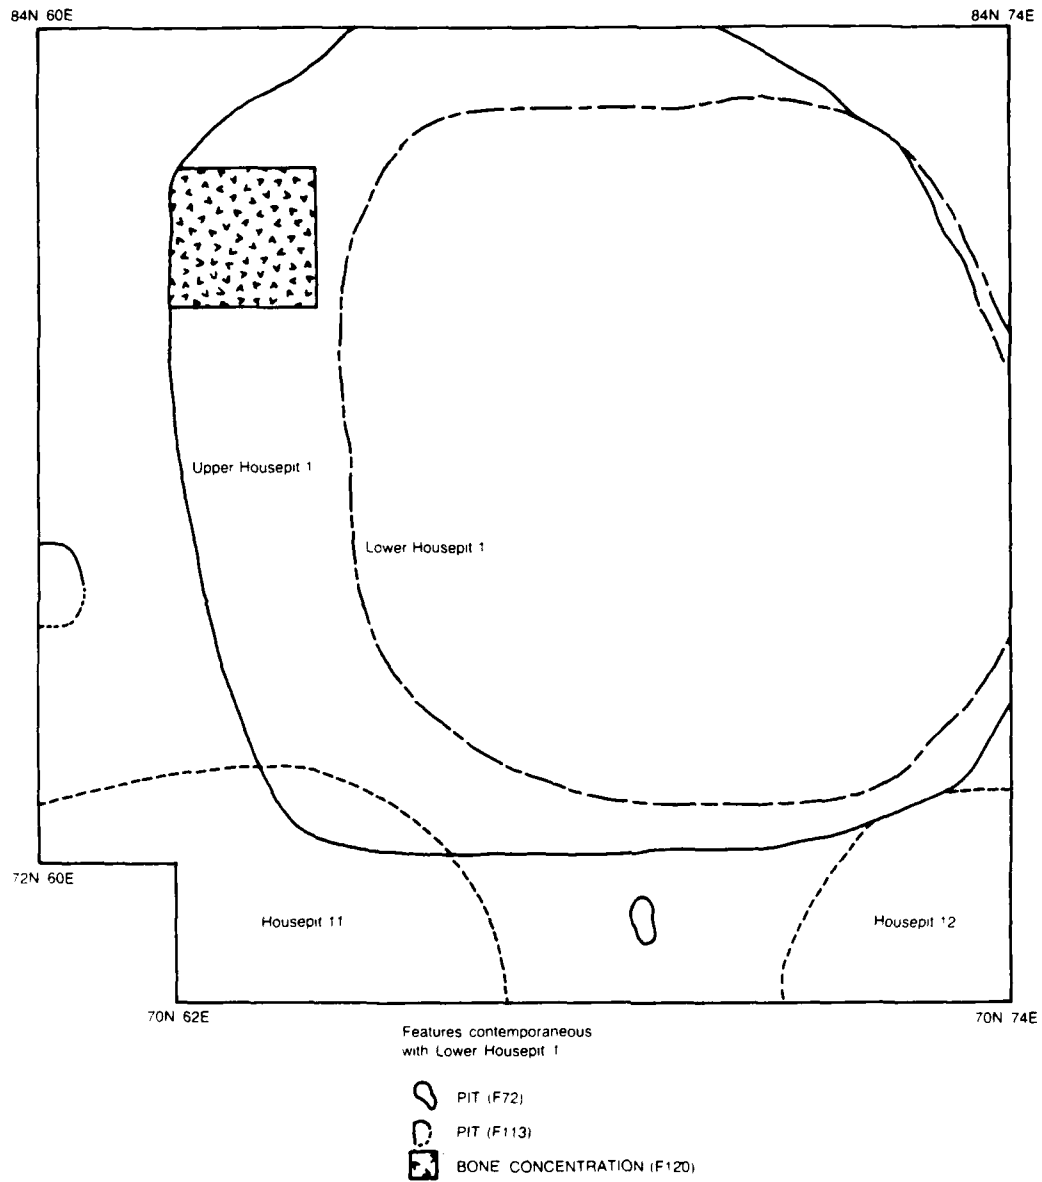 84N 60E
84N 74E
Upper Housepit 1
Lower Housepit 1
72N 60E
Housepit 11
Housepit 12
70N 62E
70N 74E
Features contemporaneous
with Lower Housepit 1
PIT (F72)
PIT (F113)
BONE CONCENTRATION (F120)